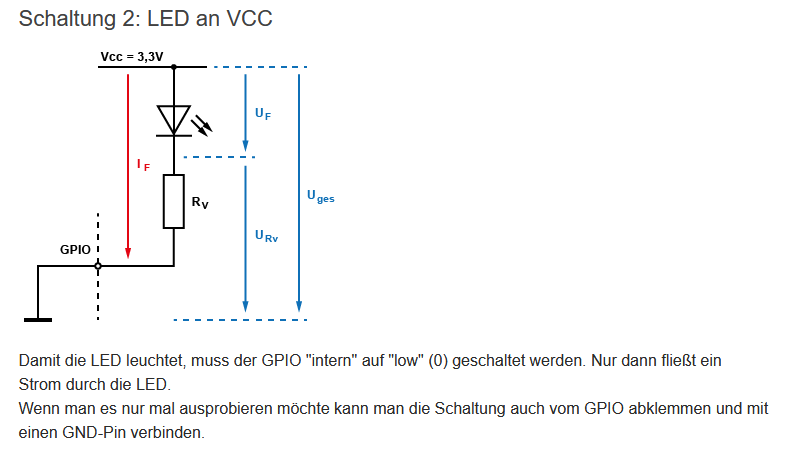 Schaltung 2: LED an VCC
Vcc = 3,3V
UF
IF
RV
Uges
GPIO
URv
Damit die LED leuchtet, muss der GPIO "intern" auf "low" (0) geschaltet werden. Nur dann fließt ein
Strom durch die LED.
Wenn man es nur mal ausprobieren möchte kann man die Schaltung auch vom GPIO abklemmen und mit
einen GND-Pin verbinden.